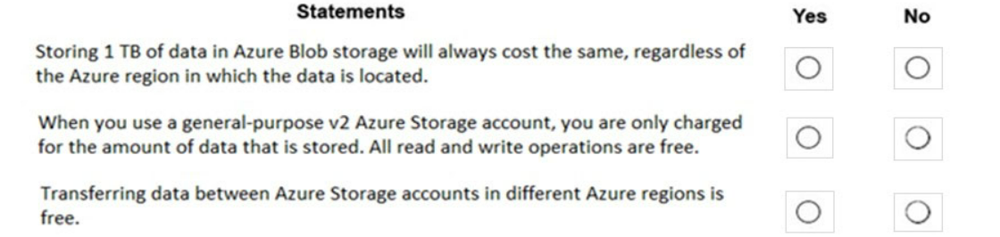 Statements Yes No
Storing 1 TB of data in Azure Blob storage will always cost the same, regardless of
the Azure region in which the data is located.
When you use a general-purpose v2 Azure Storage account, you are only charged
for the amount of data that is stored. All read and write operations are free.
Transferring data between Azure Storage accounts in different Azure regions is
free.